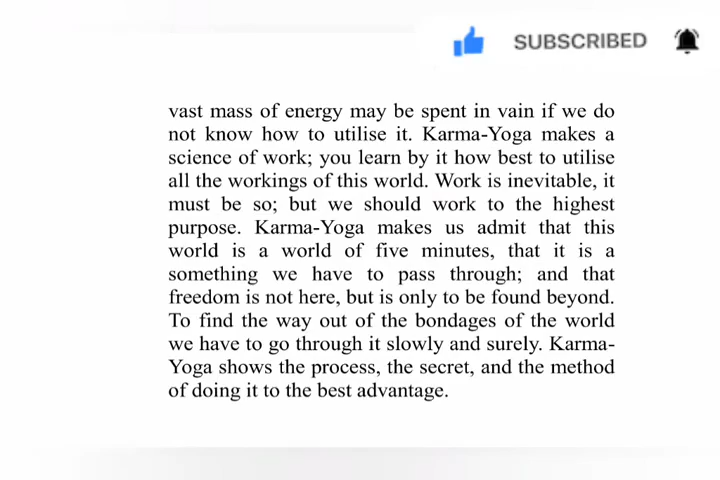 SUBSCRIBED
vast mass of energy may be spent in vain if we do
not know how to utilise it. Karma-Yoga makes a
science of work; you learn by it how best to utilise
all the workings of this world. Work is inevitable, it
must be so; but we should work to the highest
purpose. Karma-Yoga makes us admit that this
world is a world of five minutes, that it is a
something we have to pass through; and that
freedom is not here, but is only to be found beyond.
To find the way out of the bondages of the world
we have to go through it slowly and surely. Karma-
Yoga shows the process, the secret, and the method
of doing it to the best advantage.